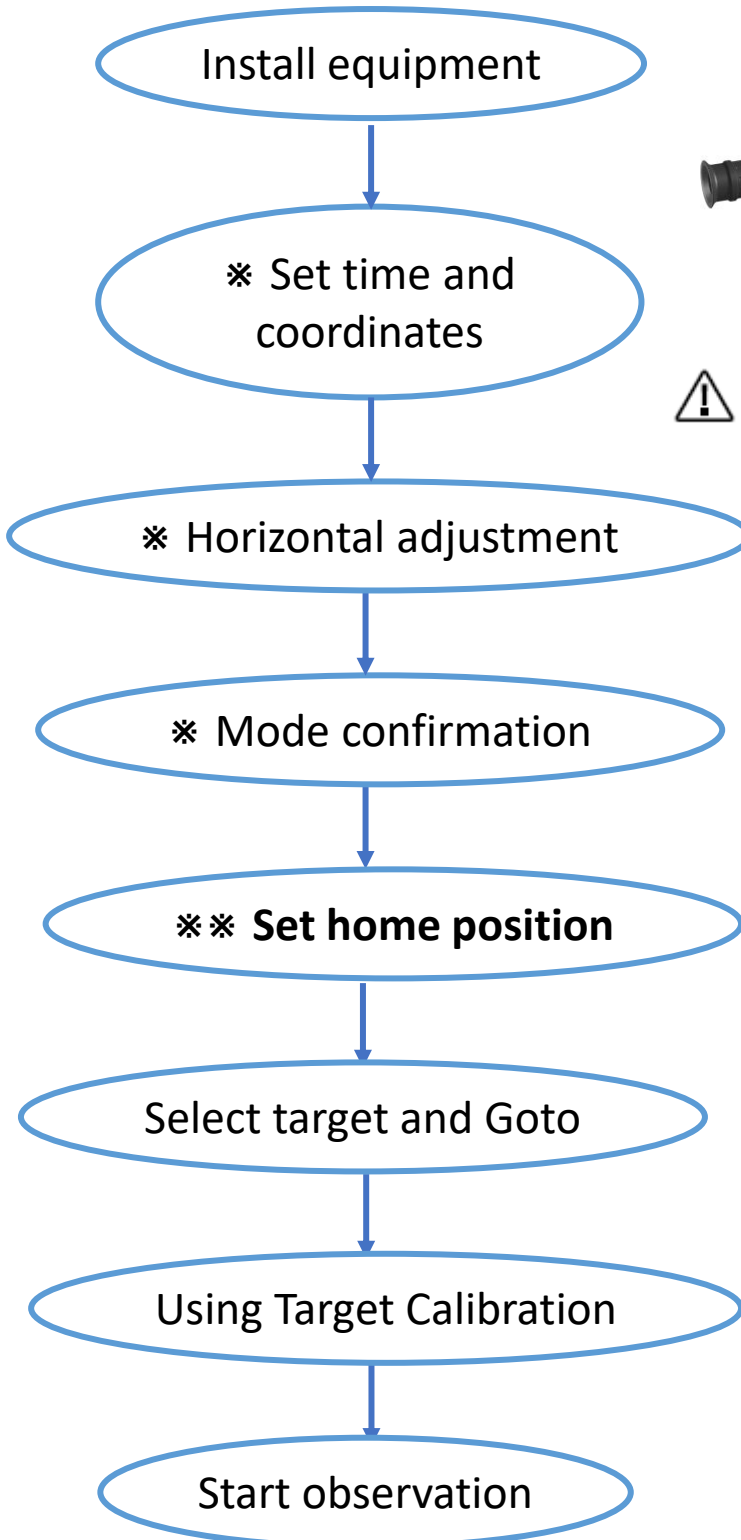 Install equipment
※ Set time and
coordinates
※ Horizontal adjustment
※ Mode confirmation
※※ Set home position
Select target and Goto
Using Target Calibration
Start observation